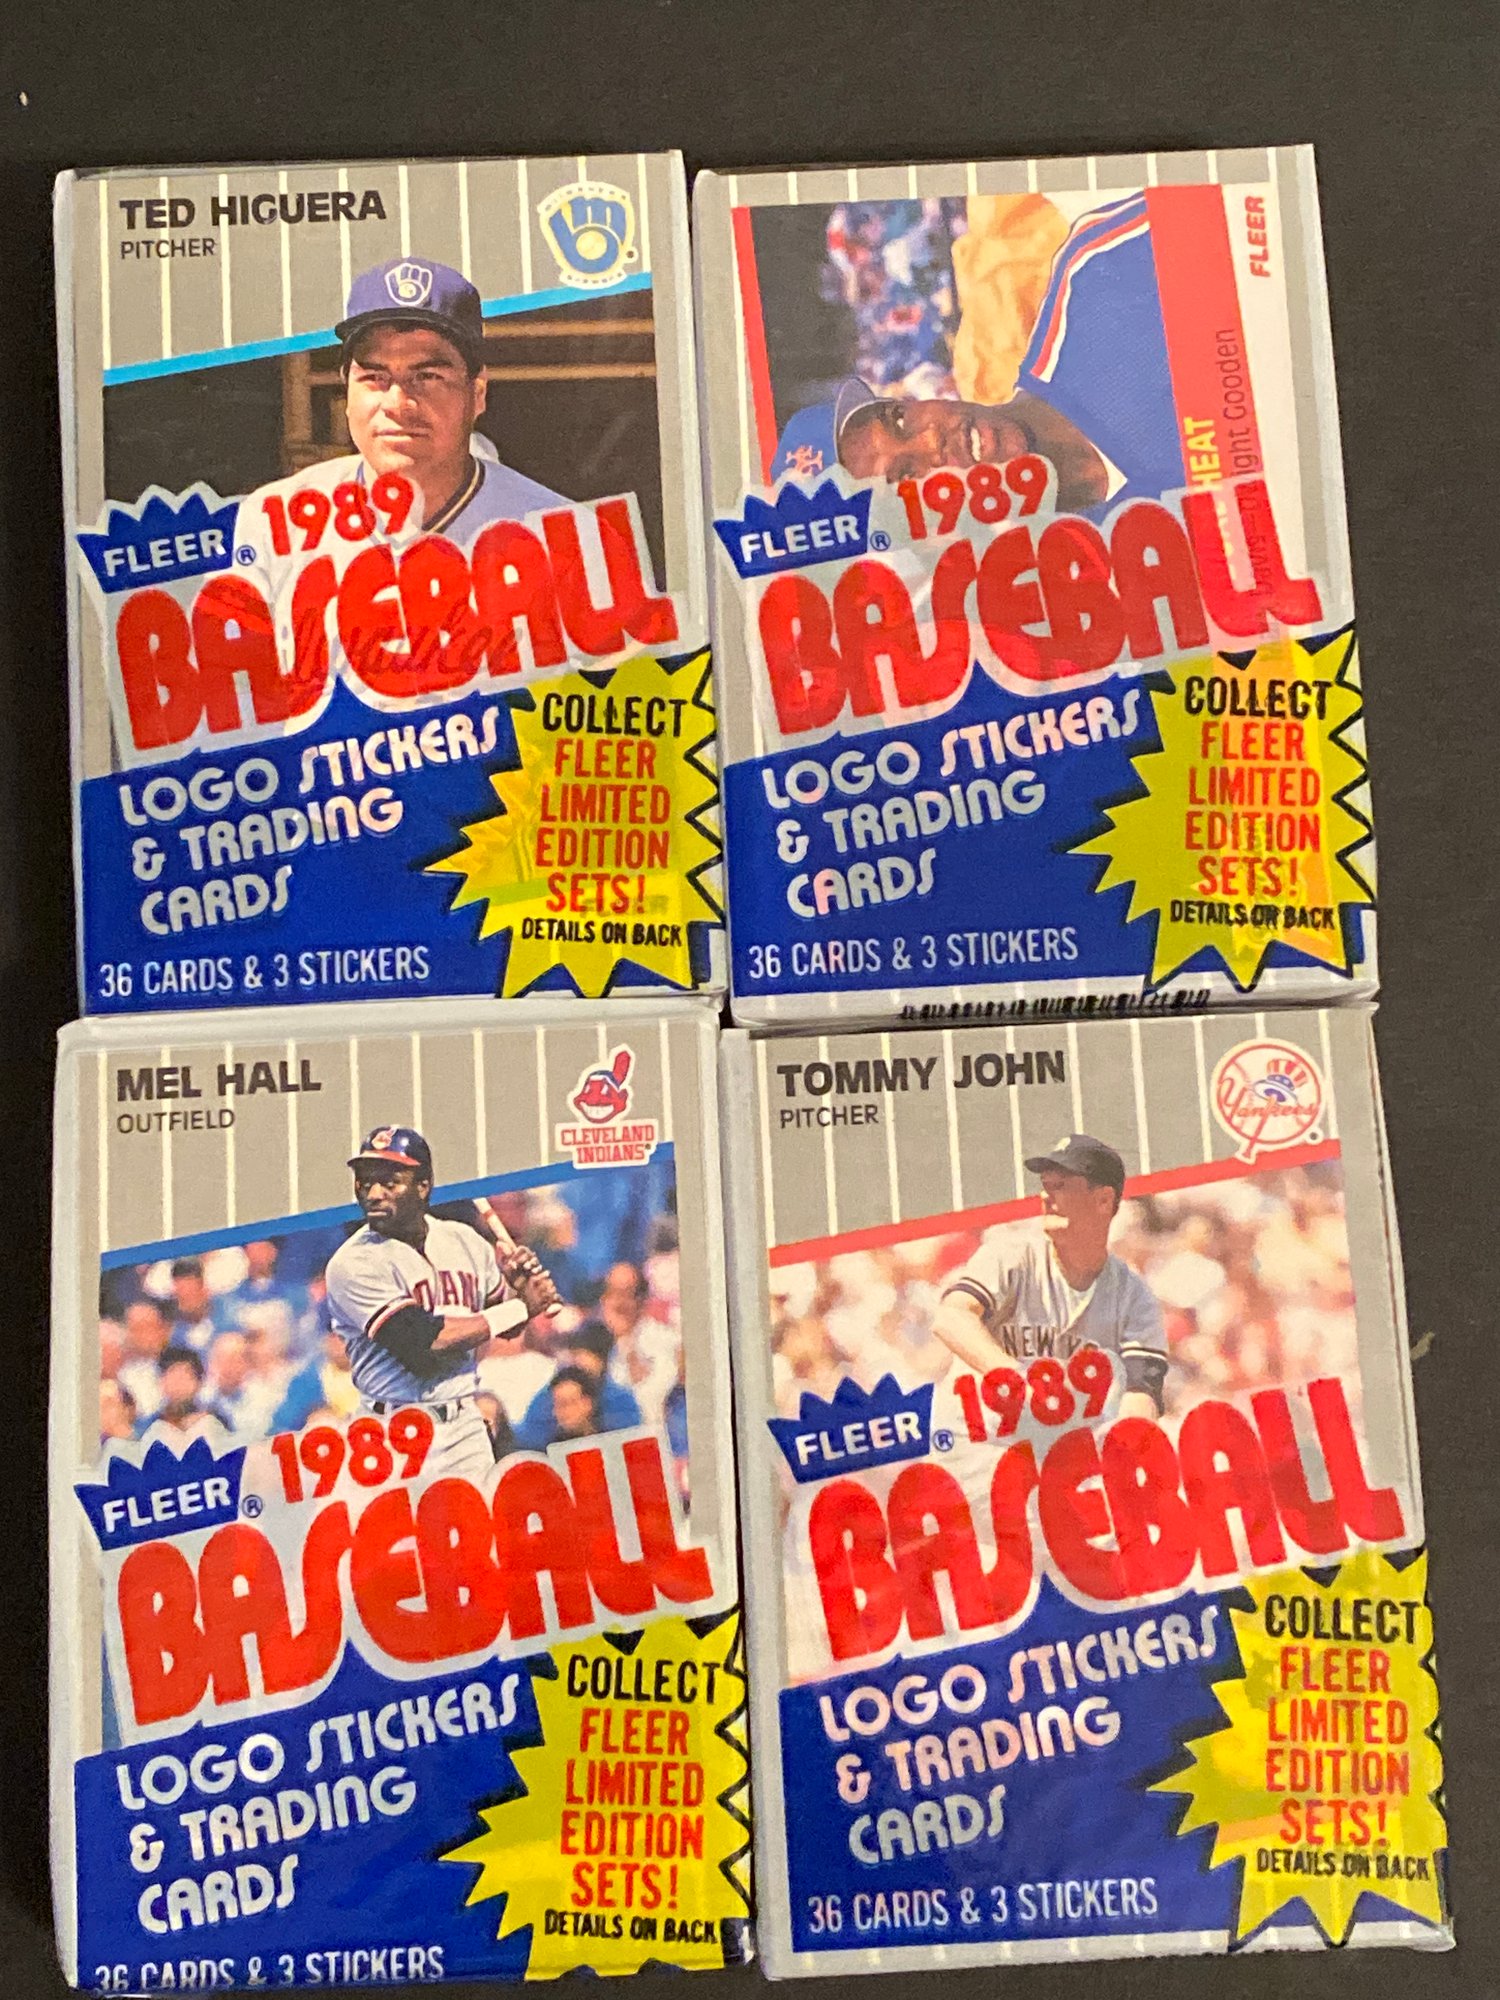 TED HIGUERA
PITCHER
FLEER® 1989
BASEBALL
Milwaukee
LOGO STICKERS
& TRADING
CARDS
COLLECT
FLEER
LIMITED
EDITION
SETS!
DETAILS ON BACK
36 CARDS & 3 STICKERS
FLEER
HEAT
Gooden
FLEER® 1989
BASEBALL
LOGO STICKERS
& TRADING
CARDS
COLLECT
FLEER
LIMITED
EDITION
SETS!
DETAILS ON BACK
36 CARDS & 3 STICKERS
MEL HALL
OUTFIELD
CLEVELAND
INDIANS
FLEER® 1989
BASEBALL
LOGO STICKERS
& TRADING
CARDS
COLLECT
FLEER
LIMITED
EDITION
SETS!
DETAILS ON BACK
36 CARDS & 3 STICKERS
TOMMY JOHN
PITCHER
Yankees
NEW
FLEER® 1989
BASEBALL
LOGO STICKERS
& TRADING
CARDS
COLLECT
FLEER
LIMITED
EDITION
SETS!
DETAILS ON BACK
36 CARDS & 3 STICKERS